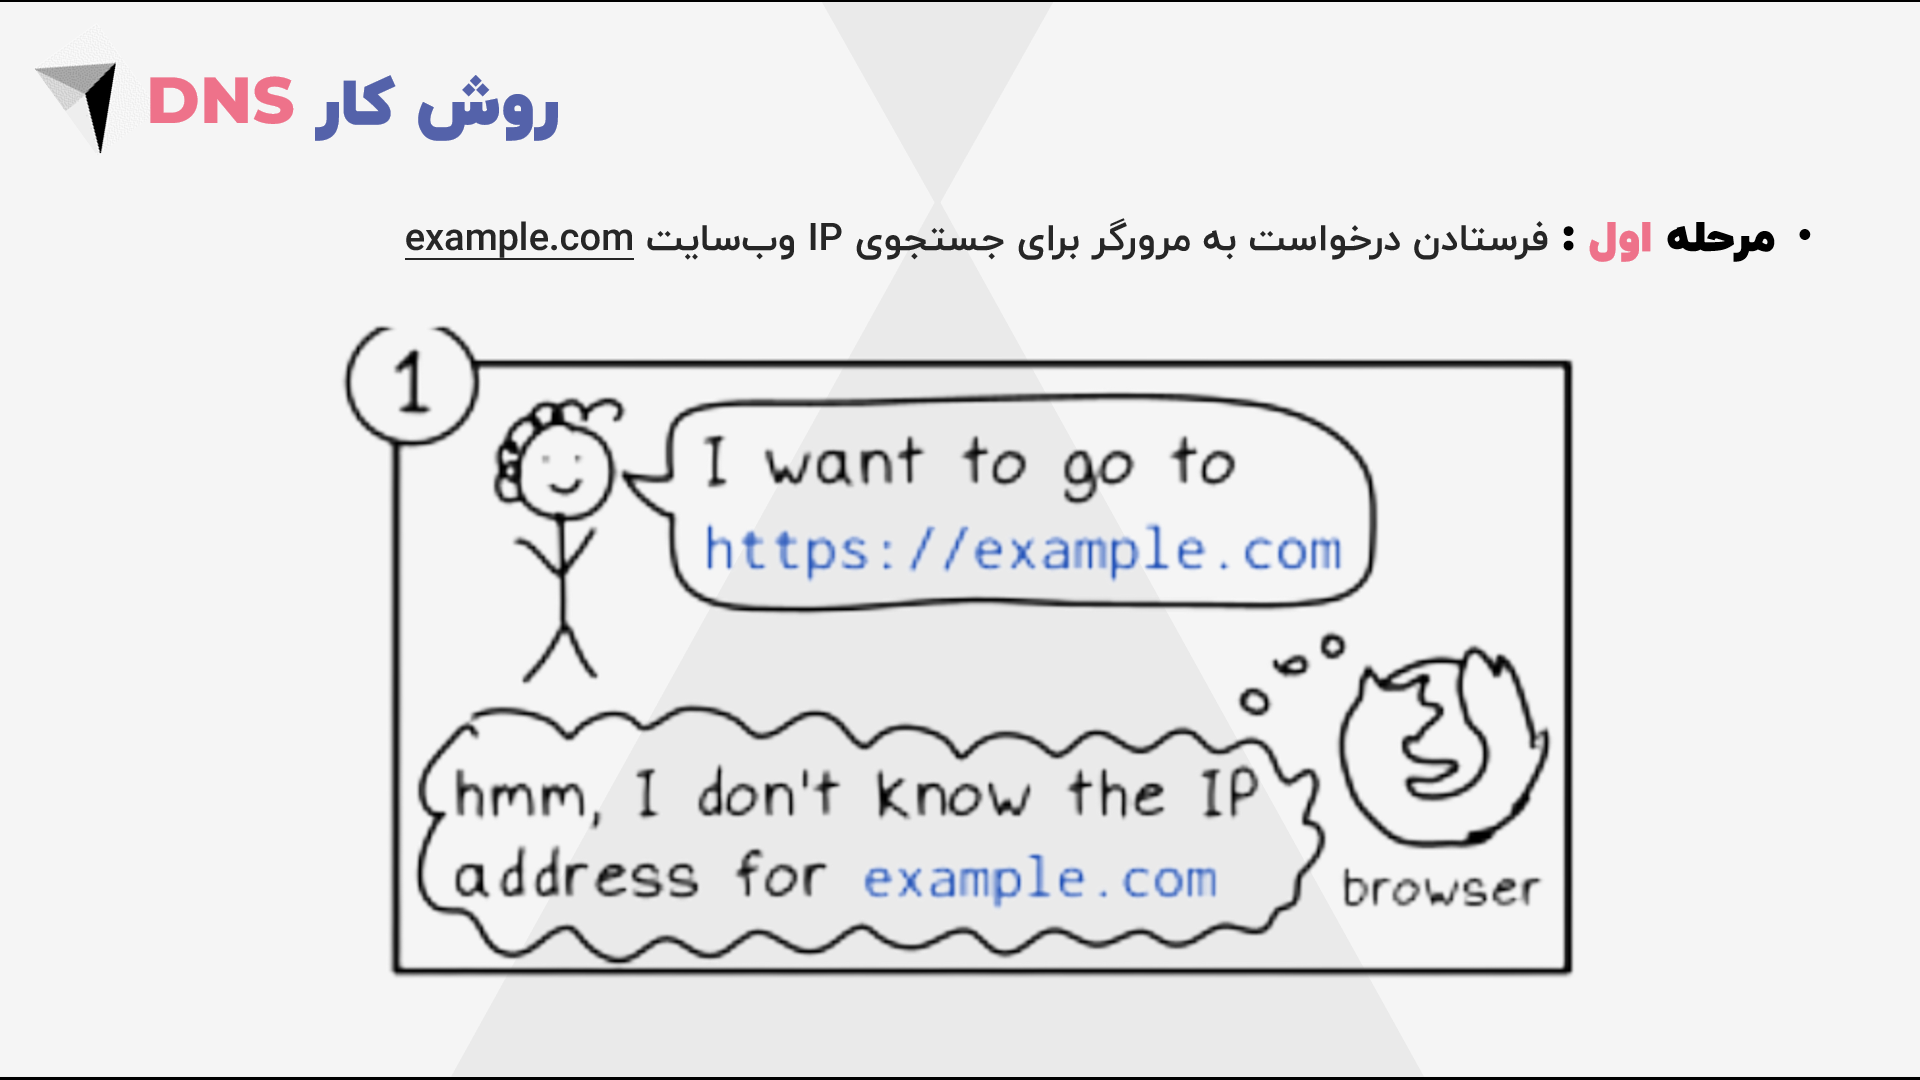 روش کار DNS
• مرحله اول : فرستادن درخواست به مرورگر برای جستجوی IP وب‌سایت example.com
1
I want to go to
https://example.com
hmm, I don't know the IP
address for example.com
browser